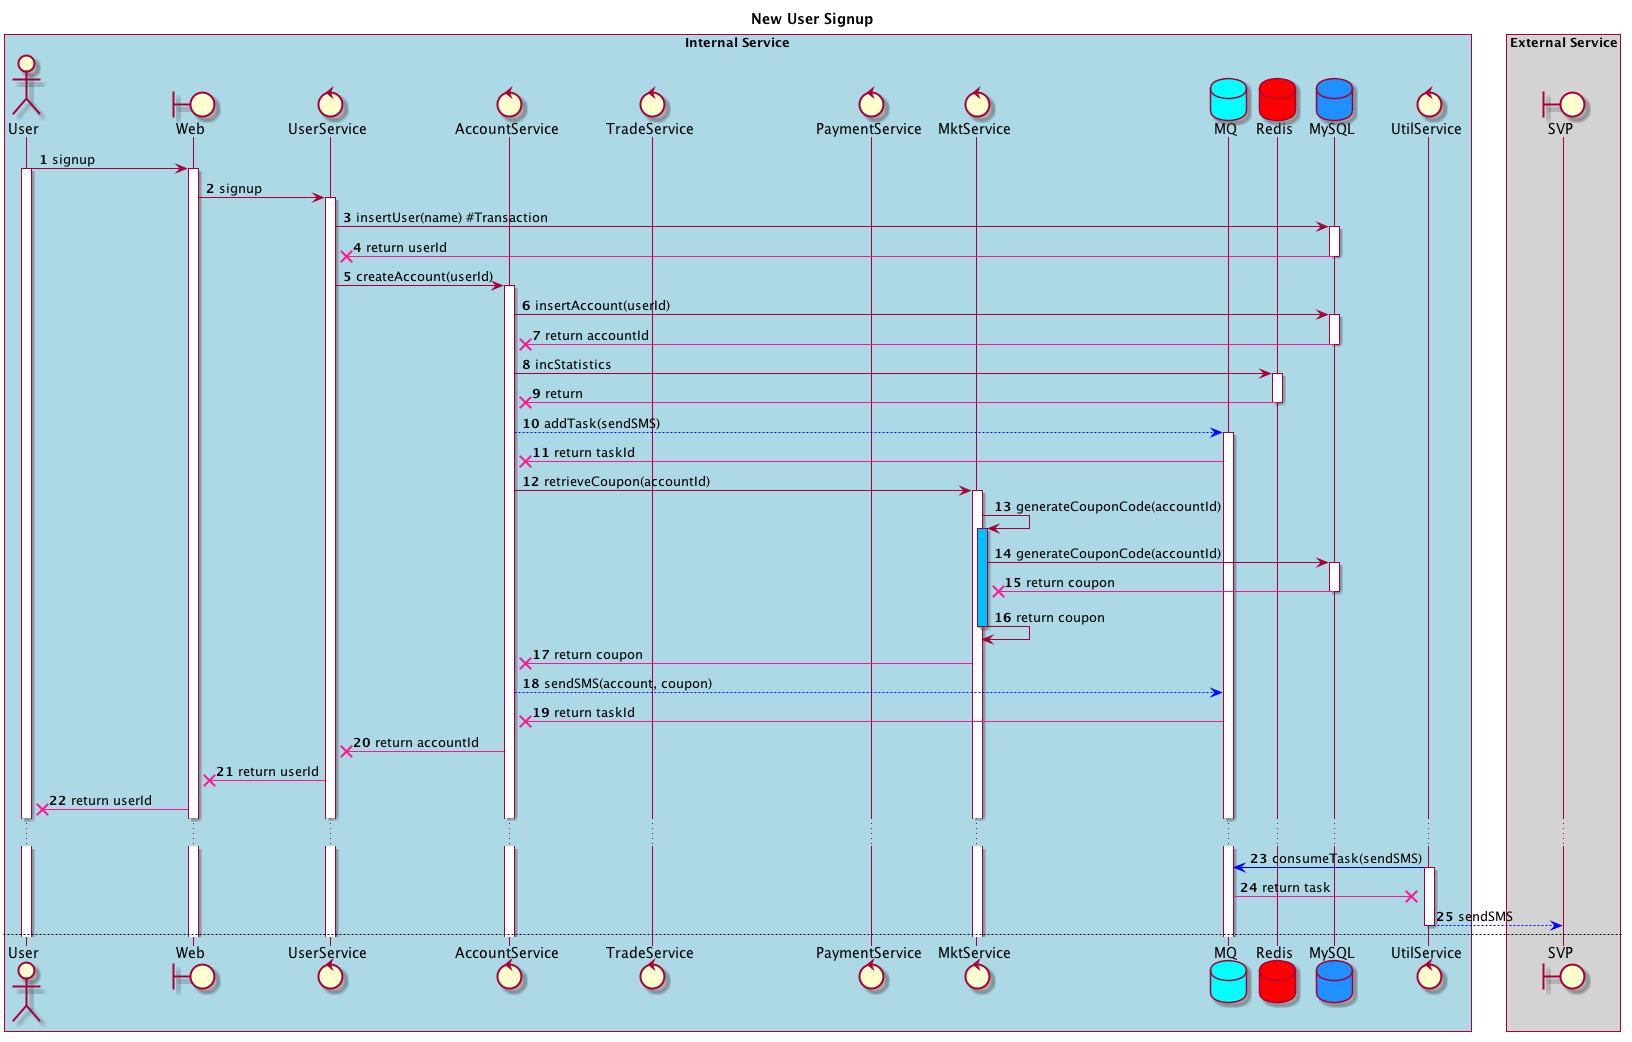 New User Signup
Internal Service
External Service
User
Web
UserService
AccountService
TradeService
PaymentService
MktService
MQ
Redis
MySQL
UtilService
SVP
1 signup
2 signup
3 insertUser(name) #Transaction
4 return userId
5 createAccount(userId)
6 insertAccount(userId)
7 return accountId
8 incStatistics
9 return
10 addTask(sendSMS)
11 return taskId
12 retrieveCoupon(accountId)
13 generateCouponCode(accountId)
14 generateCouponCode(accountId)
15 return coupon
16 return coupon
17 return coupon
18 sendSMS(account, coupon)
19 return taskId
20 return accountId
21 return userId
22 return userId
23 consumeTask(sendSMS)
24 return task
25 sendSMS
User
Web
UserService
AccountService
TradeService
PaymentService
MktService
MQ
Redis
MySQL
UtilService
SVP